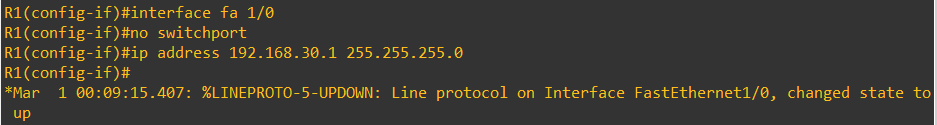 R1(config-if)#interface fa 1/0
R1(config-if)#no switchport
R1(config-if)#ip address 192.168.30.1 255.255.255.0
R1(config-if)#
*Mar  1 00:09:15.407: %LINEPROTO-5-UPDOWN: Line protocol on Interface FastEthernet1/0, changed state to
 up